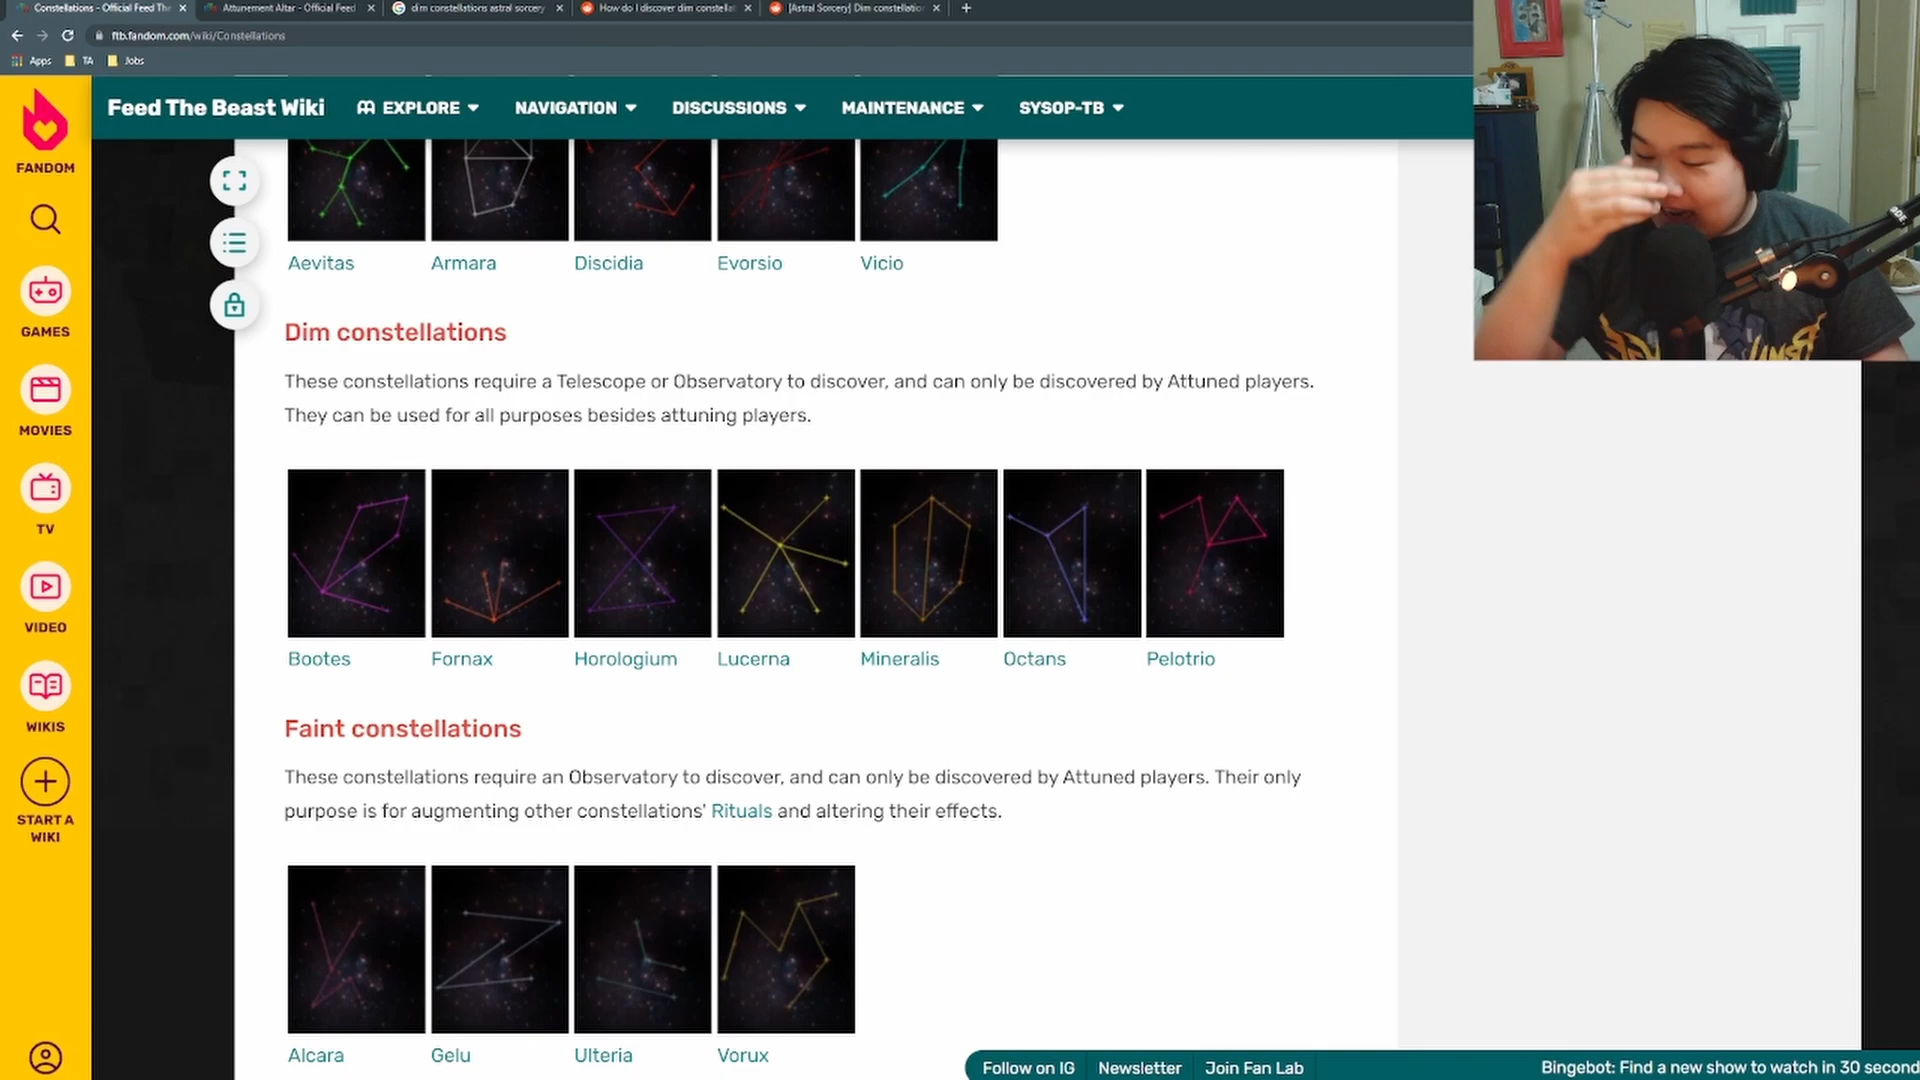 Constellations - Official Feed The
Attunement Altar - Official Feed
dim constellations astral sorcery
How do I discover dim constellat
[Astral Sorcery] Dim constellatio
ftb.fandom.com/wiki/Constellations
Apps TA Jobs
Feed The Beast Wiki EXPLORE NAVIGATION DISCUSSIONS MAINTENANCE SYSOP-TB
FANDOM
GAMES
MOVIES
TV
VIDEO
WIKIS
START A
WIKI
Aevitas Armara Discidia Evorsio Vicio
Dim constellations
These constellations require a Telescope or Observatory to discover, and can only be discovered by Attuned players.
They can be used for all purposes besides attuning players.
Bootes Fornax Horologium Lucerna Mineralis Octans Pelotrio
Faint constellations
These constellations require an Observatory to discover, and can only be discovered by Attuned players. Their only
purpose is for augmenting other constellations' Rituals and altering their effects.
Alcara Gelu Ulteria Vorux
Follow on IG Newsletter Join Fan Lab
Bingebot: Find a new show to watch in 30 second